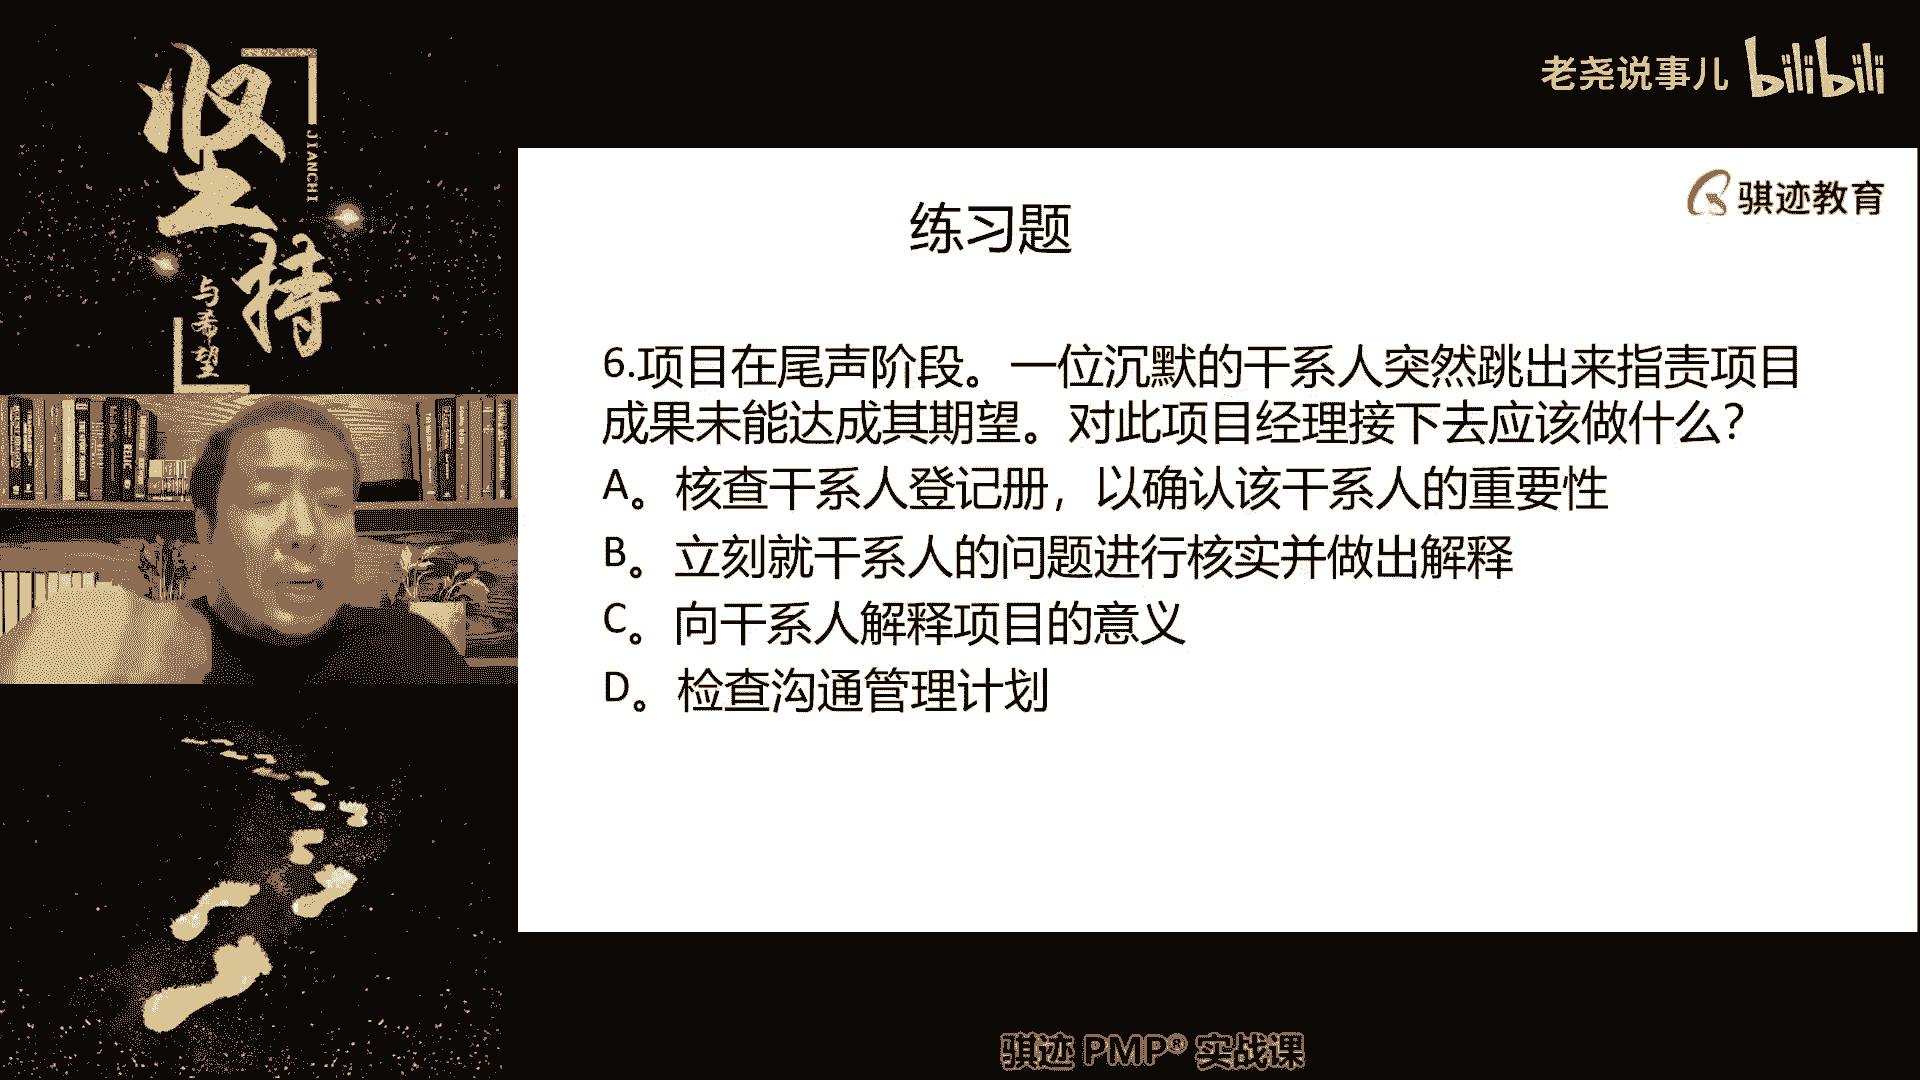 坚持
JIANCHI
与希望
老尧说事儿 bilibili
骐迹教育
练习题
6.项目在尾声阶段。一位沉默的干系人突然跳出来指责项目
成果未能达成其期望。对此项目经理接下去应该做什么？
A。核查干系人登记册，以确认该干系人的重要性
B。立刻就干系人的问题进行核实并做出解释
C。向干系人解释项目的意义
D。检查沟通管理计划
骐迹 PMP® 实战课